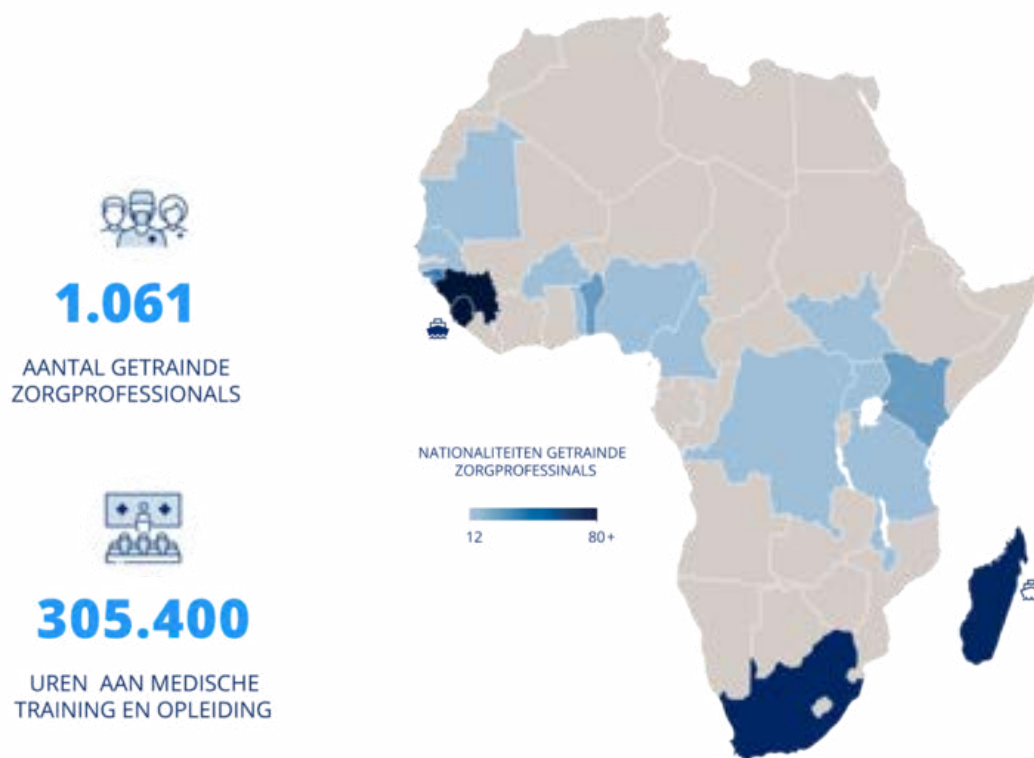 1.061
AANTAL GETRAINDE
ZORGPROFESSIONALS
305.400
UREN AAN MEDISCHE
TRAINING EN OPLEIDING
NATIONALITEITEN GETRAINDE
ZORGPROFESSINALS
12
80+